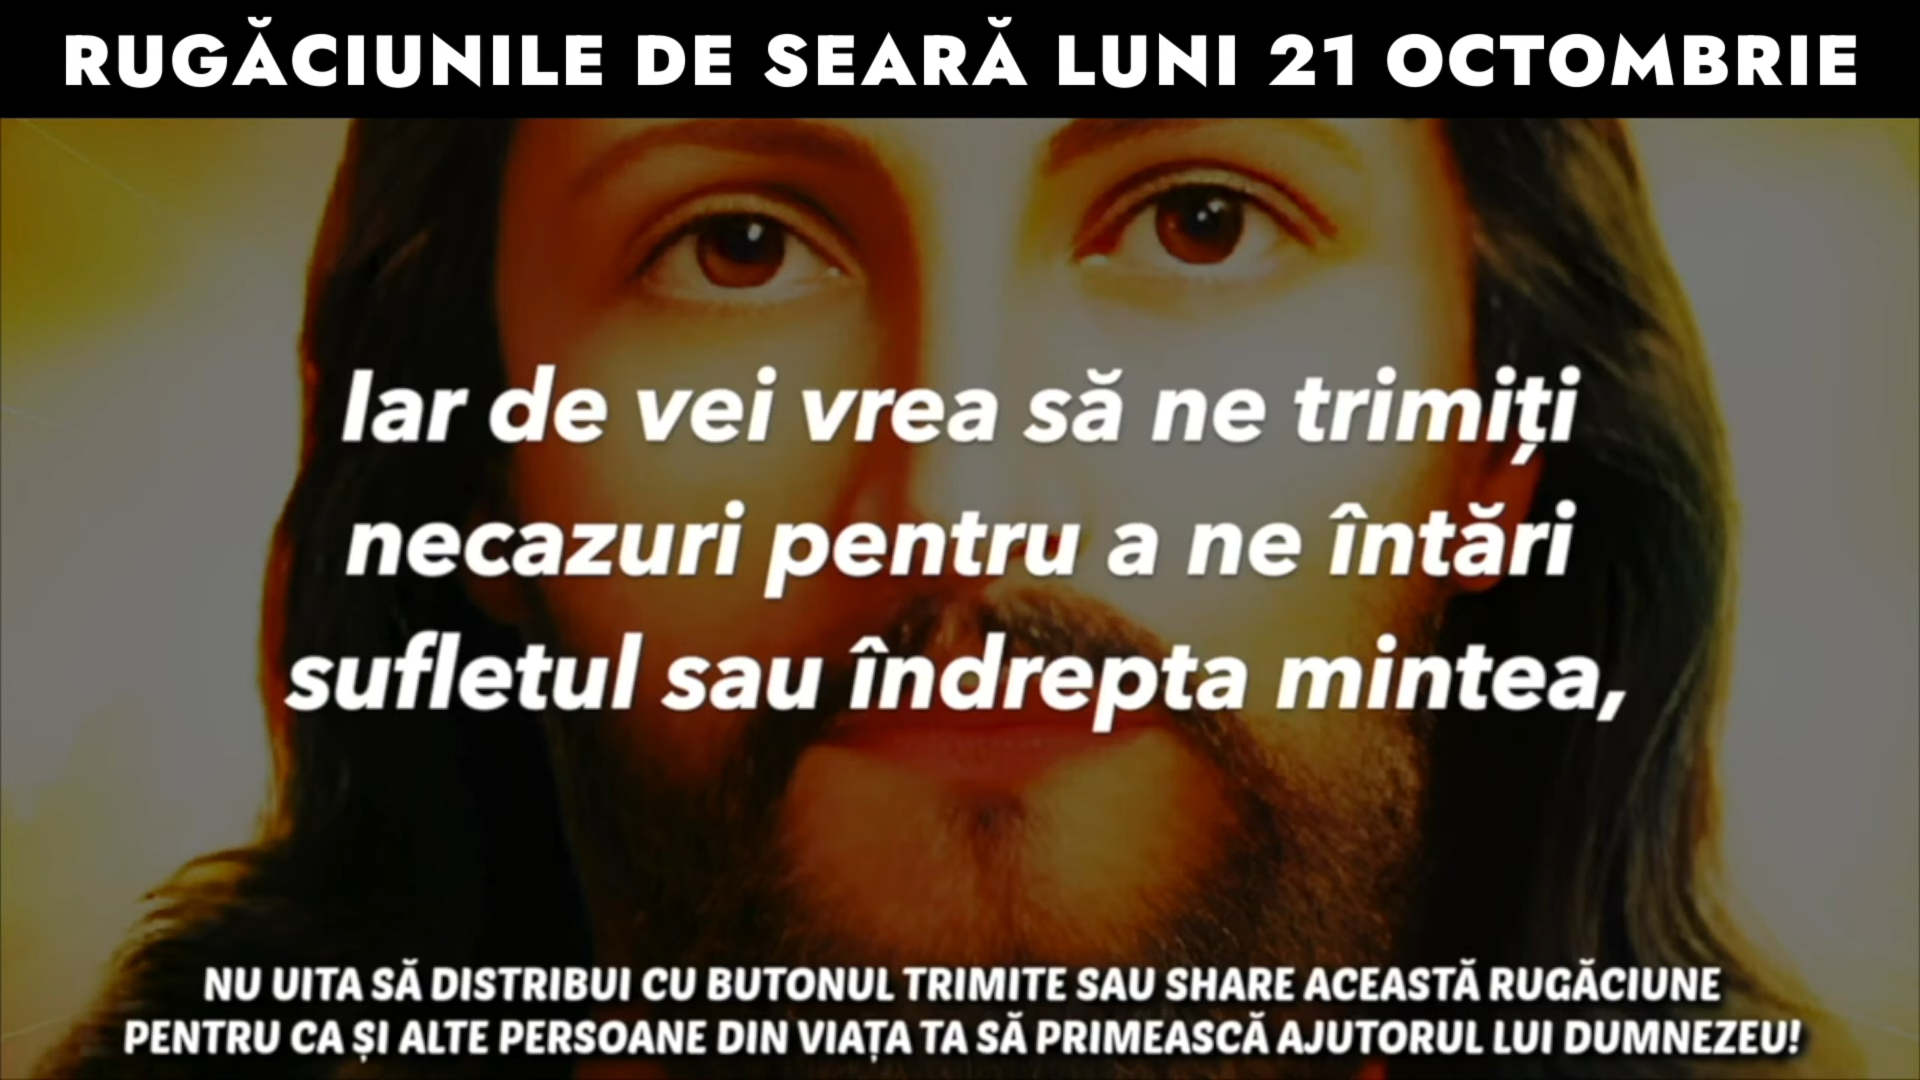 RUGĂCIUNILE DE SEARĂ LUNI 21 OCTOMBRIE
Iar de vei vrea să ne trimiți
necazuri pentru a ne întări
sufletul sau îndrepta mintea,
NU UITA SĂ DISTRIBUI CU BUTONUL TRIMITE SAU SHARE ACEASTĂ RUGĂCIUNE
PENTRU CA ȘI ALTE PERSOANE DIN VIAȚA TA SĂ PRIMEASCĂ AJUTORUL LUI DUMNEZEU!